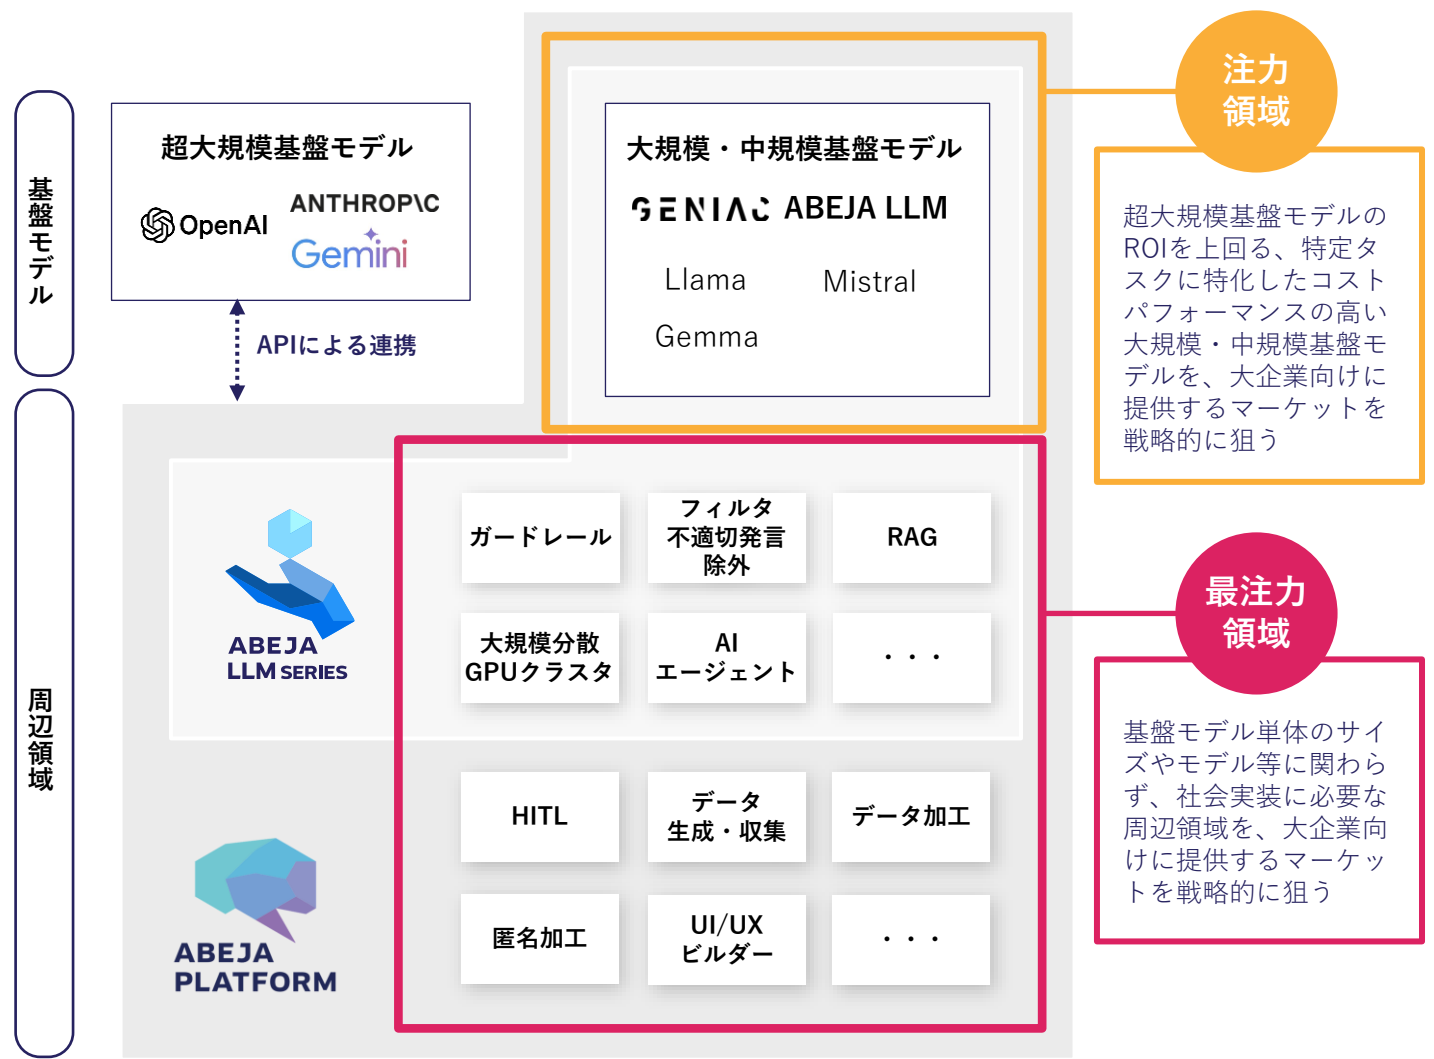 基盤モデル
超大規模基盤モデル
OpenAI
ANTHROP\C
Gemini
APIによる連携
大規模・中規模基盤モデル
GENIAC ABEJA LLM
Llama
Mistral
Gemma
注力
領域
超大規模基盤モデルの
ROIを上回る、特定タ
スクに特化したコスト
パフォーマンスの高い
大規模・中規模基盤モ
デルを、大企業向けに
提供するマーケットを
戦略的に狙う
周辺領域
ABEJA
LLM SERIES
ガードレール
フィルタ
不適切発言
除外
RAG
大規模分散
GPUクラスタ
AI
エージェント
・・・
ABEJA
PLATFORM
HITL
データ
生成・収集
データ加工
匿名加工
UI/UX
ビルダー
・・・
最注力
領域
基盤モデル単体のサイ
ズやモデル等に関わら
ず、社会実装に必要な
周辺領域を、大企業向
けに提供するマーケッ
トを戦略的に狙う